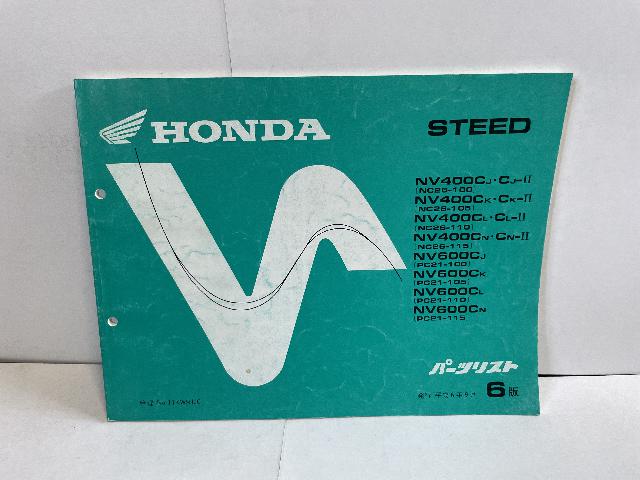 HONDA
STEED
NV400CJ・CJ-II
(NC26-100)
NV400CK・CK-II
(NC26-105)
NV400CL・CL-II
(NC26-110)
NV400CN・CN-II
(NC26-115)
NV600CJ
(PC21-100)
NV600CK
(PC21-105)
NV600CL
(PC21-110)
NV600CN
(PC21-115)
パーツリスト
6版